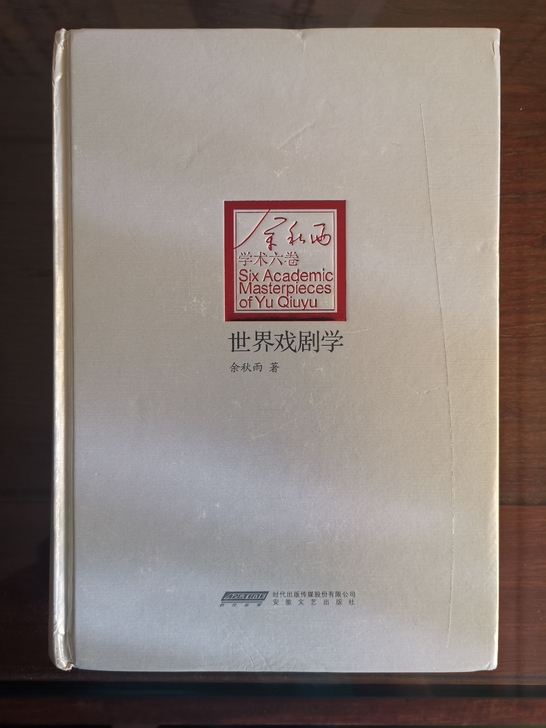 余秋雨
学术六卷
Six Academic
Masterpieces
of Yu Qiuyu
世界戏剧学
余秋雨 著
时代出版传媒股份有限公司
安徽文艺出版社